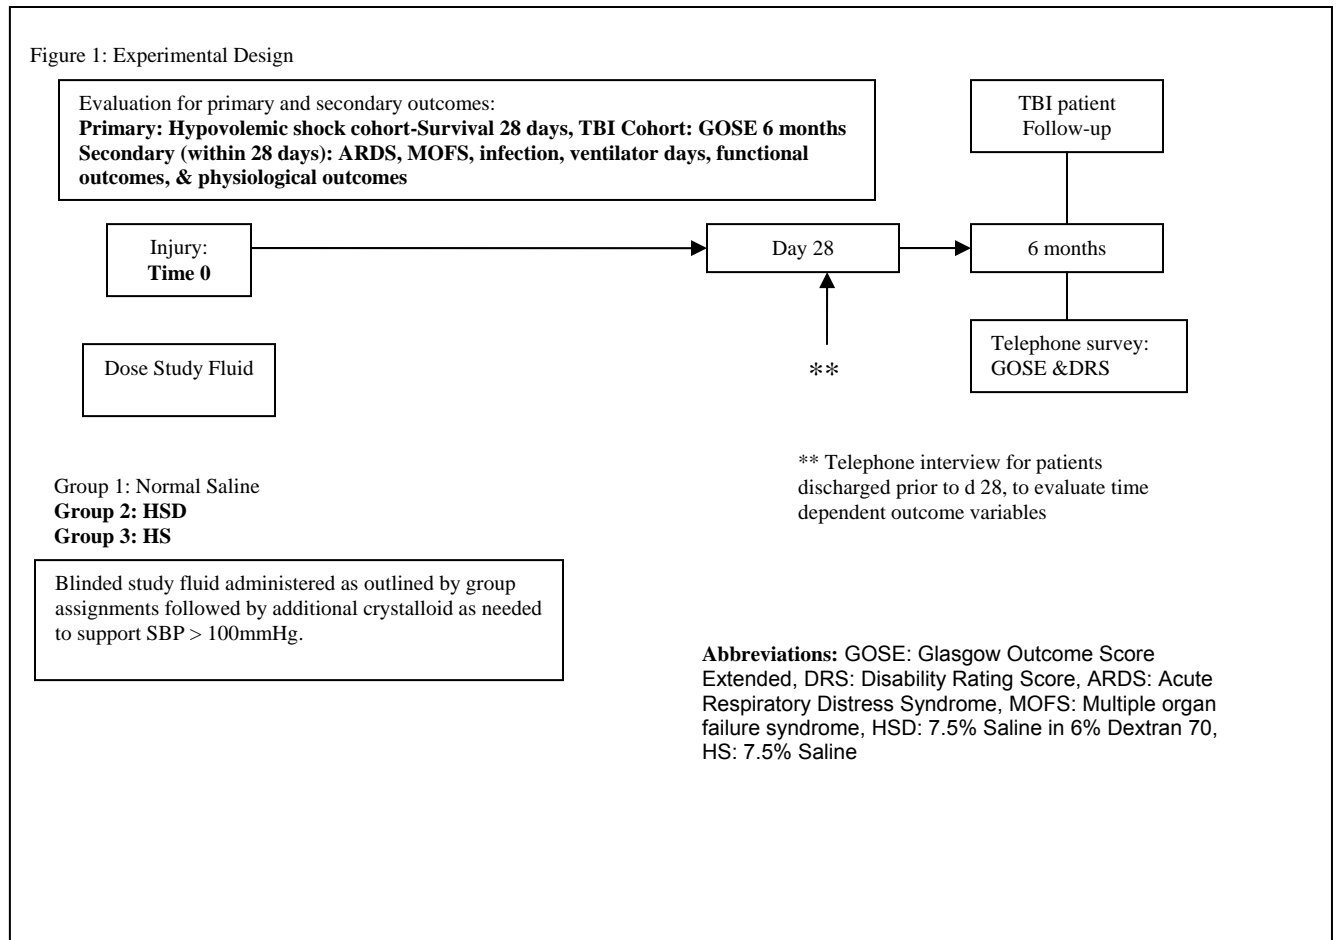 Figure 1: Experimental Design
Evaluation for primary and secondary outcomes:
Primary: Hypovolemic shock cohort-Survival 28 days, TBI Cohort: GOSE 6 months
Secondary (within 28 days): ARDS, MOFS, infection, ventilator days, functional
outcomes, & physiological outcomes
TBI patient
Follow-up
Injury:
Time 0
Day 28
6 months
Dose Study Fluid
**
Telephone survey:
GOSE &DRS
Group 1: Normal Saline
Group 2: HSD
Group 3: HS
** Telephone interview for patients
discharged prior to d 28, to evaluate time
dependent outcome variables
Blinded study fluid administered as outlined by group
assignments followed by additional crystalloid as needed
to support SBP > 100mmHg.
Abbreviations: GOSE: Glasgow Outcome Score
Extended, DRS: Disability Rating Score, ARDS: Acute
Respiratory Distress Syndrome, MOFS: Multiple organ
failure syndrome, HSD: 7.5% Saline in 6% Dextran 70,
HS: 7.5% Saline